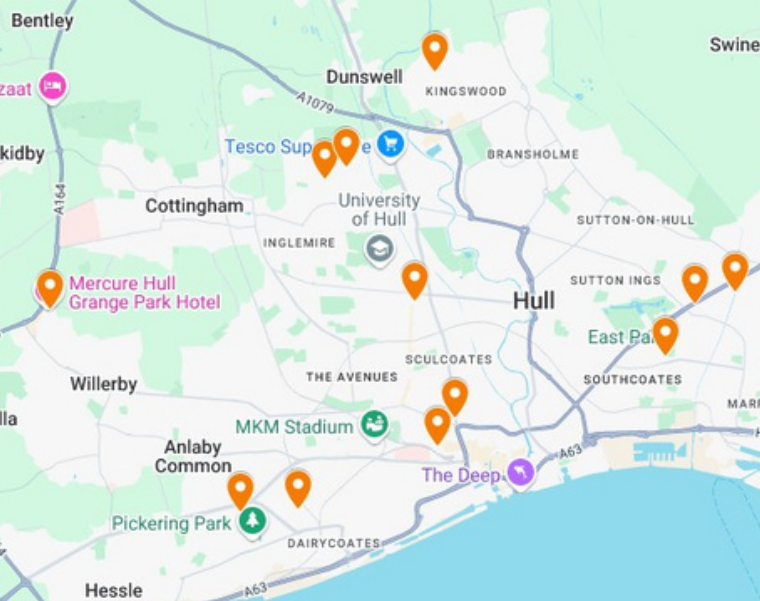 Bentley
Swine
zaat
Dunswell
KINGSWOOD
A1079
kidby
Tesco Sup e
BRANSHOLME
A164
Cottingham
University
of Hull
SUTTON-ON-HULL
INGLEMIRE
Mercure Hull
Grange Park Hotel
SUTTON INGS
Hull
East Pa
SCULCOATES
THE AVENUES
Willerby
SOUTHCOATES
MARF
lla
MKM Stadium
Anlaby
Common
A63
The Deep
Pickering Park
DAIRYCOATES
Hessle
A63